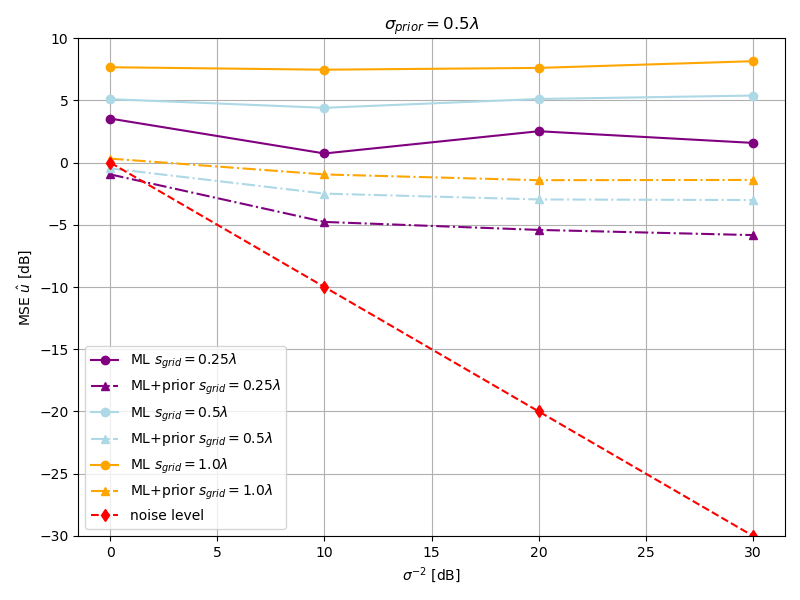 σ_prior = 0.5λ
10
5
0
−5
−10
−15
−20
−25
−30
MSE û [dB]
ML s_grid = 0.25λ
ML+prior s_grid = 0.25λ
ML s_grid = 0.5λ
ML+prior s_grid = 0.5λ
ML s_grid = 1.0λ
ML+prior s_grid = 1.0λ
noise level
0 5 10 15 20 25 30
σ⁻² [dB]